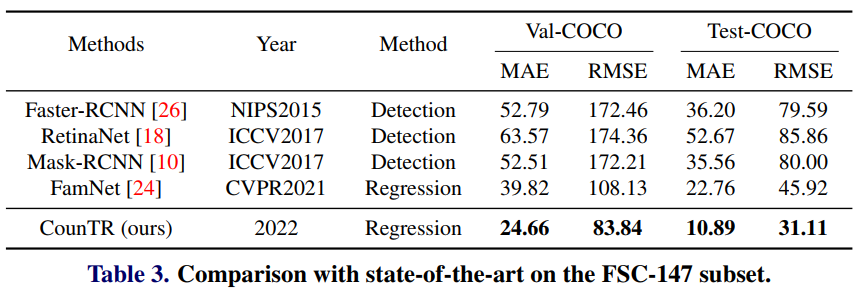 Methods Year Method Val-COCO Test-COCO
MAE RMSE MAE RMSE
Faster-RCNN [26] NIPS2015 Detection 52.79 172.46 36.20 79.59
RetinaNet [18] ICCV2017 Detection 63.57 174.36 52.67 85.86
Mask-RCNN [10] ICCV2017 Detection 52.51 172.21 35.56 80.00
FamNet [24] CVPR2021 Regression 39.82 108.13 22.76 45.92
CounTR (ours) 2022 Regression 24.66 83.84 10.89 31.11
Table 3. Comparison with state-of-the-art on the FSC-147 subset.